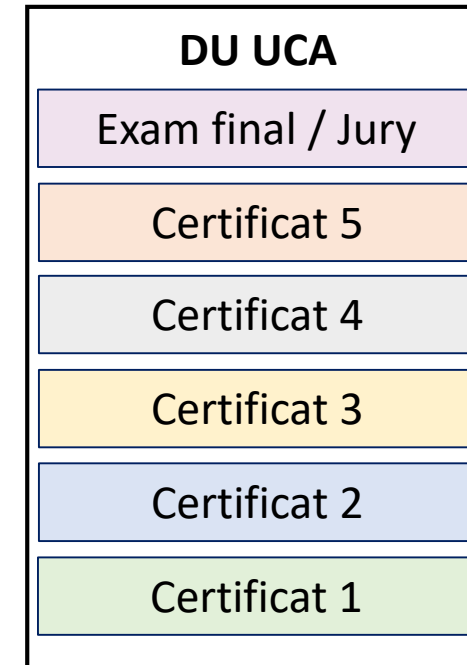 DU UCA
Exam final / Jury
Certificat 5
Certificat 4
Certificat 3
Certificat 2
Certificat 1